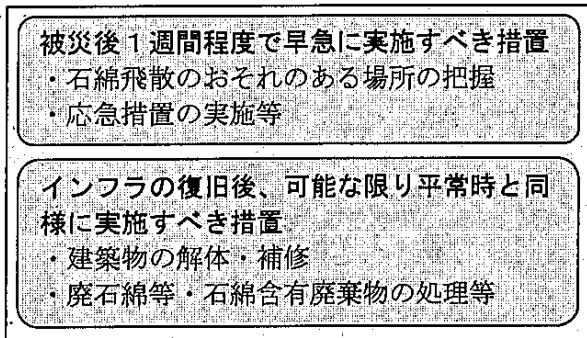 被災後1週間程度で早急に実施すべき措置
・石綿飛散のおそれのある場所の把握
・応急措置の実施等
インフラの復旧後、可能な限り平常時と同
様に実施すべき措置
・建築物の解体・補修
・廃石綿等・石綿含有廃棄物の処理等